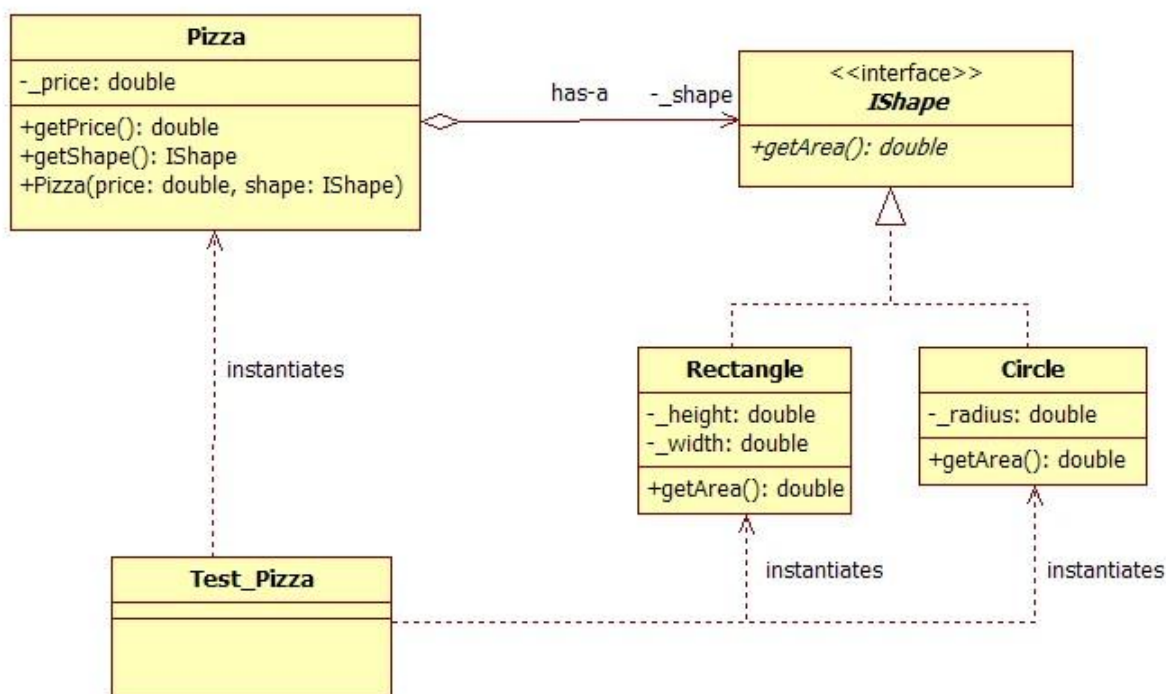 Pizza
-_price: double
+getPrice(): double
+getShape(): IShape
+Pizza(price: double, shape: IShape)
has-a
-_shape
<<interface>>
IShape
+getArea(): double
instantiates
Rectangle
-_height: double
-_width: double
+getArea(): double
Circle
-_radius: double
+getArea(): double
Test_Pizza
instantiates
instantiates